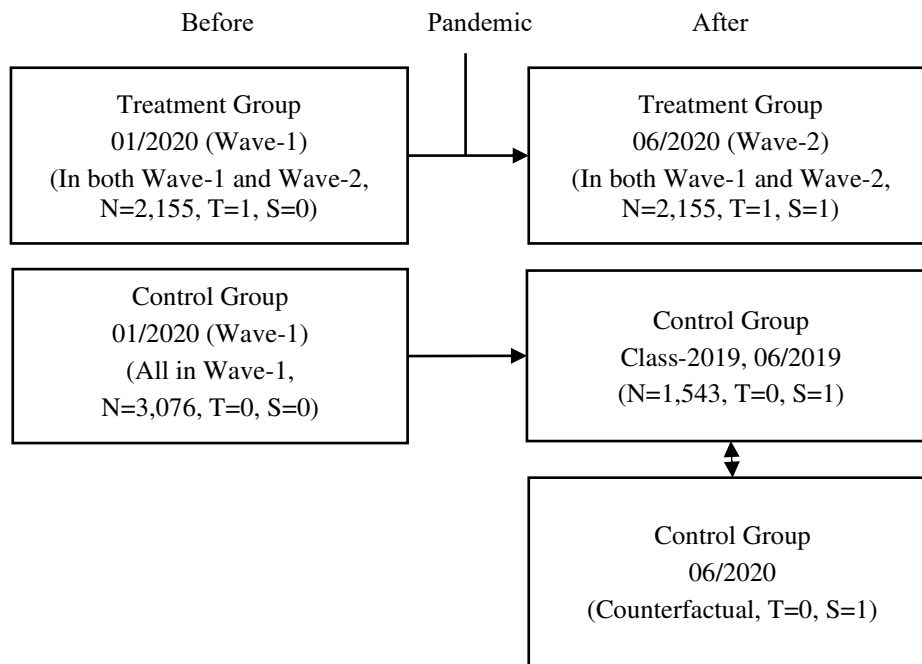 Before Pandemic After
Treatment Group
01/2020 (Wave-1)
(In both Wave-1 and Wave-2,
N=2,155, T=1, S=0)
Treatment Group
06/2020 (Wave-2)
(In both Wave-1 and Wave-2,
N=2,155, T=1, S=1)
Control Group
01/2020 (Wave-1)
(All in Wave-1,
N=3,076, T=0, S=0)
Control Group
Class-2019, 06/2019
(N=1,543, T=0, S=1)
Control Group
06/2020
(Counterfactual, T=0, S=1)